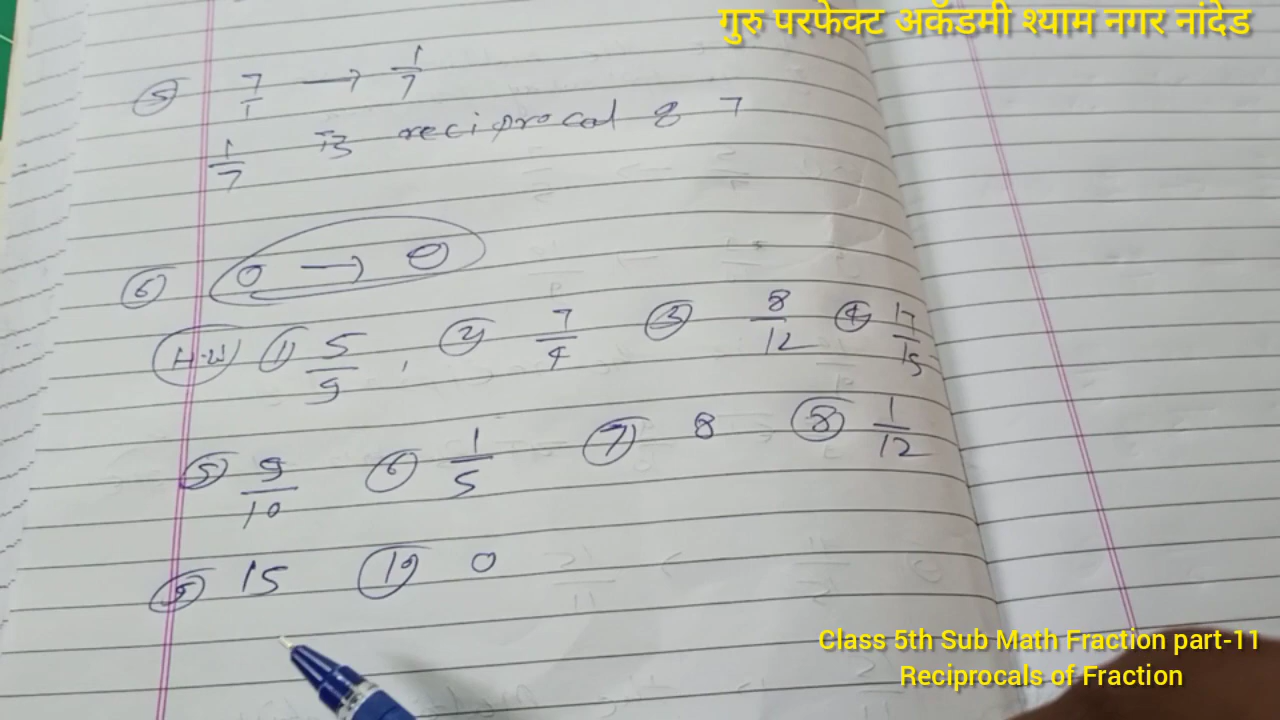 गुरु परफेक्ट अकॅडमी श्याम नगर नांदेड
⑤ 7/1 → 1/7
1/7 is reciprocal of 7
⑥ 0 → 0
H.W ① 5/9 , ② 7/4 ③ 8/12 ④ 17/15
⑤ 9/10 ⑥ 1/5 ⑦ 8 ⑧ 1/12
⑨ 15 ⑩ 0
Class 5th Sub Math Fraction part-11
Reciprocals of Fraction